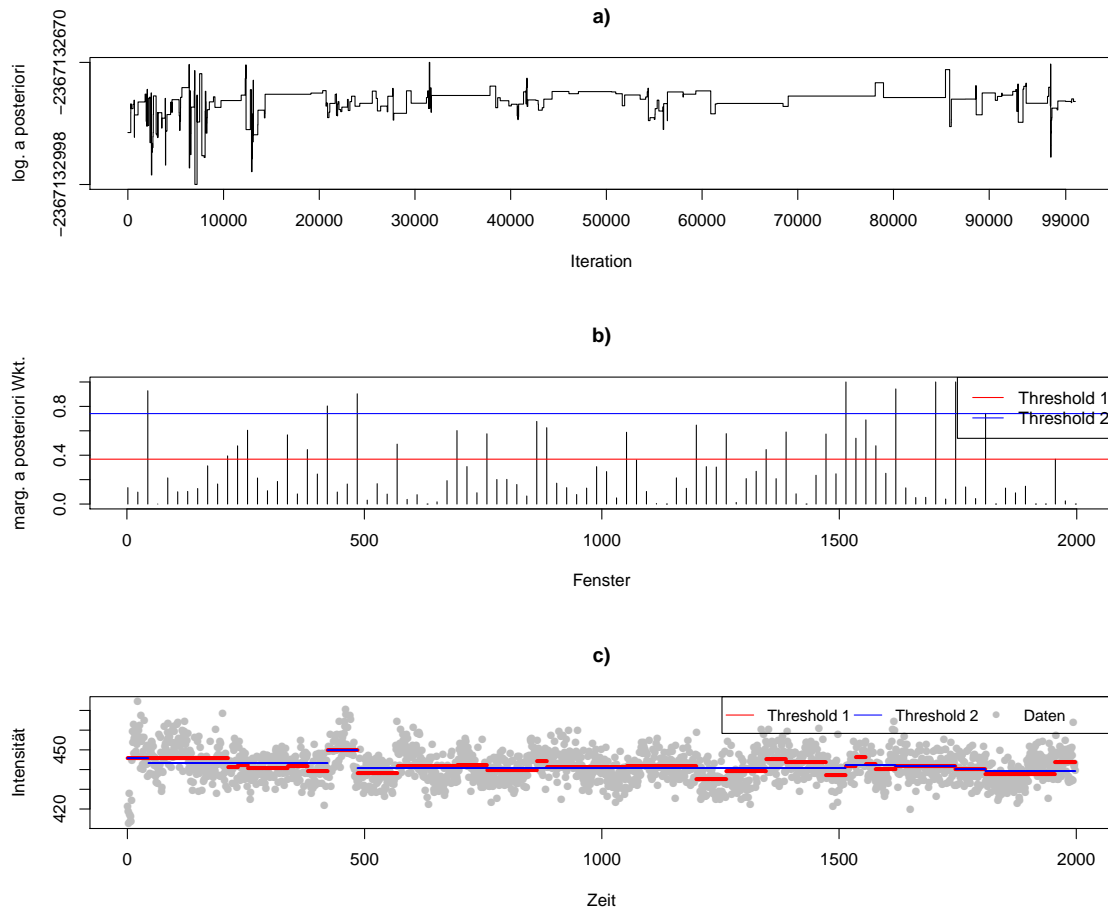 a)
log. a posteriori
−2367132998
−2367132670
0 10000 20000 30000 40000 50000 60000 70000 80000 90000 99000
Iteration
b)
marg. a posteriori Wkt.
0.0 0.4 0.8
Threshold 1
Threshold 2
0 500 1000 1500 2000
Fenster
c)
Intensität
420 450
Threshold 1 Threshold 2 Daten
0 500 1000 1500 2000
Zeit